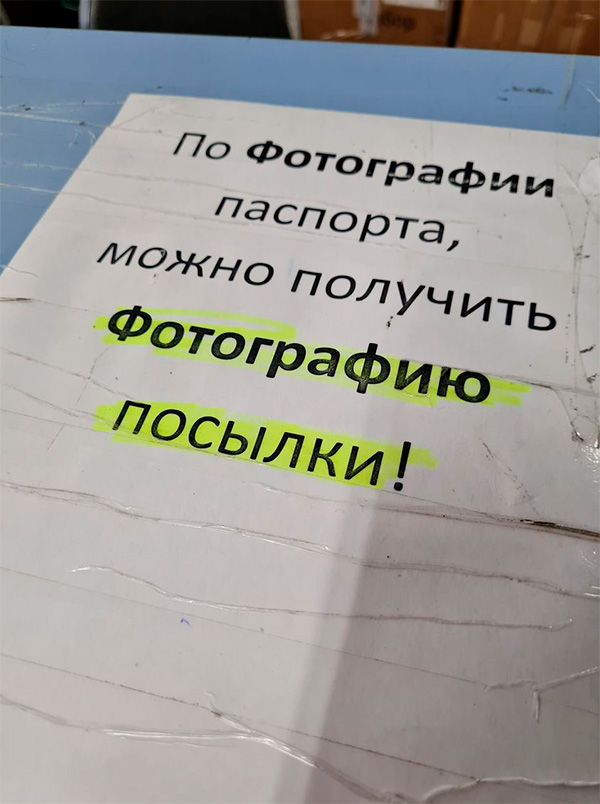 По Фотографии
паспорта,
можно получить
Фотографию
посылки!